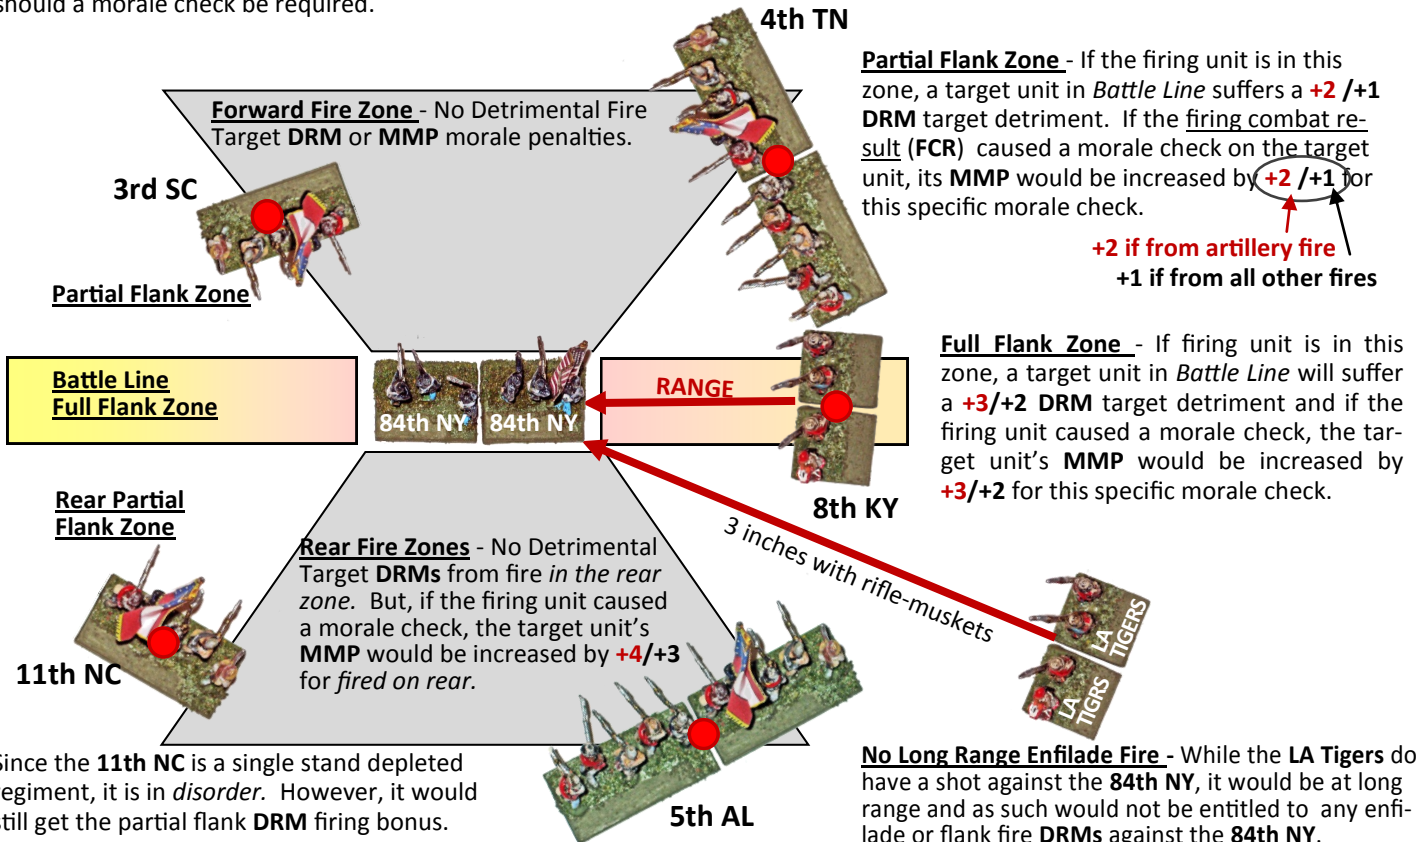 should a morale check be required.
4th TN
Forward Fire Zone - No Detrimental Fire
Target DRM or MMP morale penalties.
3rd SC
Partial Flank Zone
Partial Flank Zone - If the firing unit is in this
zone, a target unit in Battle Line suffers a +2 /+1
DRM target detriment. If the firing combat re-
sult (FCR) caused a morale check on the target
unit, its MMP would be increased by +2 /+1 for
this specific morale check.
+2 if from artillery fire
+1 if from all other fires
Battle Line
Full Flank Zone
84th NY
84th NY
RANGE
8th KY
Full Flank Zone - If firing unit is in this
zone, a target unit in Battle Line will suffer
a +3/+2 DRM target detriment and if the
firing unit caused a morale check, the tar-
get unit's MMP would be increased by
+3/+2 for this specific morale check.
Rear Partial
Flank Zone
11th NC
Rear Fire Zones - No Detrimental
Target DRMs from fire in the rear
zone. But, if the firing unit caused
a morale check, the target unit's
MMP would be increased by +4/+3
for fired on rear.
3 inches with rifle-muskets
LA
TIGERS
LA
TIGRS
5th AL
Since the 11th NC is a single stand depleted
regiment, it is in disorder. However, it would
still get the partial flank DRM firing bonus.
No Long Range Enfilade Fire - While the LA Tigers do
have a shot against the 84th NY, it would be at long
range and as such would not be entitled to any enfi-
lade or flank fire DRMs against the 84th NY.